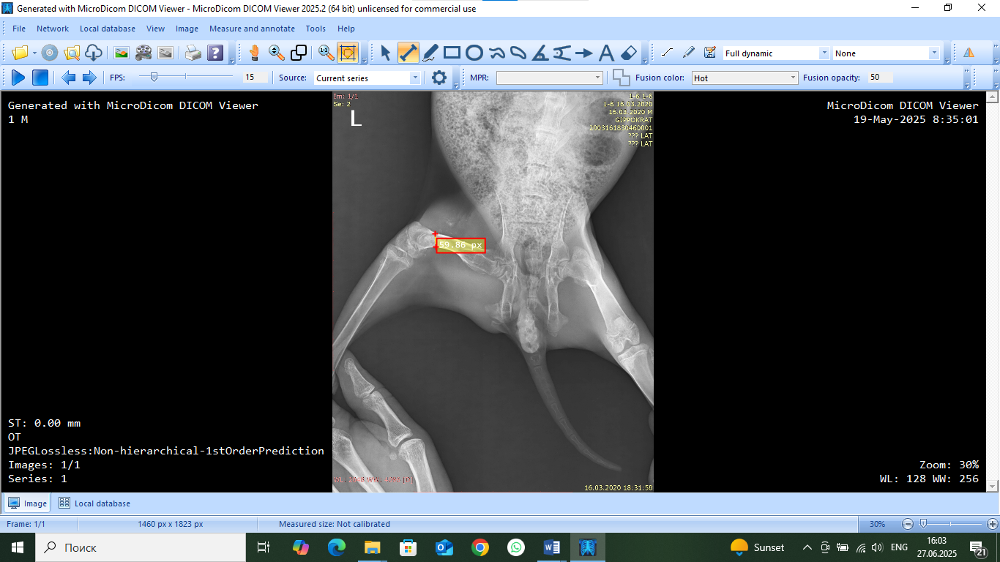 Generated with MicroDicom DICOM Viewer - MicroDicom DICOM Viewer 2025.2 (64 bit) unlicensed for commercial use
File Network Local database View Image Measure and annotate Tools Help
1:1 Full dynamic None
FPS: 15 Source: Current series MPR: Fusion color: Hot Fusion opacity: 50
Generated with MicroDicom DICOM Viewer
1 M
Im: 1/1
Se: 2
L
1-6 1-6
1-6 16.03.2020
16.03.2020 M
GIPPOKRAT
2003161830460001
??? LAT
??? LAT
MicroDicom DICOM Viewer
19-May-2025 8:35:01
59.86 px
ST: 0.00 mm
OT
JPEGLossless:Non-hierarchical-1stOrderPrediction
Images: 1/1
Series: 1
16.03.2020 18:31:58
Zoom: 30%
WL: 128 WW: 256
Image Local database
Frame: 1/1 1460 px x 1823 px Measured size: Not calibrated 30%
Поиск Sunset ENG 16:03
27.06.2025
21